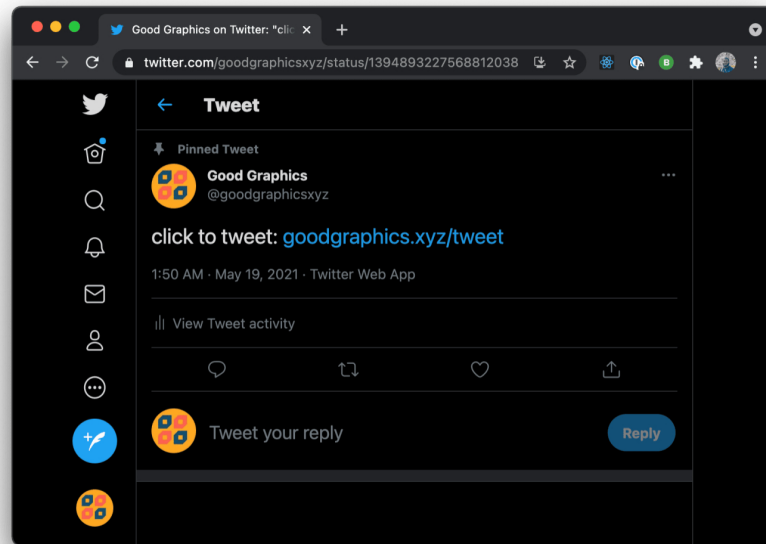 Good Graphics on Twitter: "clic
twitter.com/goodgraphicsxyz/status/1394893227568812038
B
Tweet
Pinned Tweet
Good Graphics
@goodgraphicsxyz
click to tweet: goodgraphics.xyz/tweet
1:50 AM · May 19, 2021 · Twitter Web App
View Tweet activity
Tweet your reply
Reply